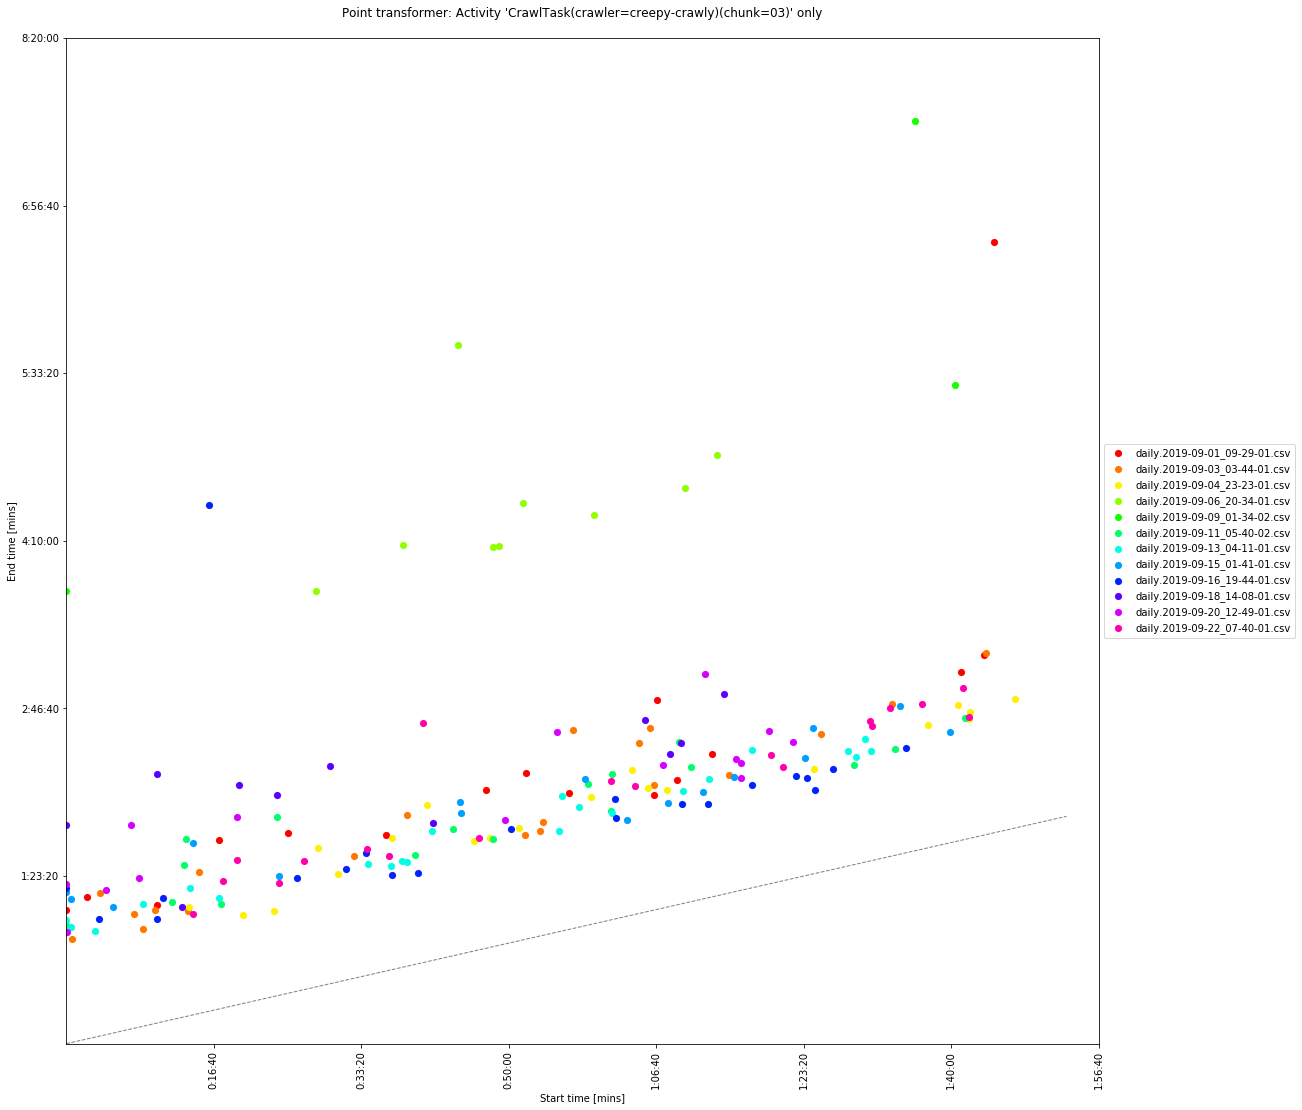 Point transformer: Activity 'CrawlTask(crawler=creepy-crawly)(chunk=03)' only
8:20:00
6:56:40
5:33:20
4:10:00
2:46:40
1:23:20
End time [mins]
0:16:40
0:33:20
0:50:00
1:06:40
1:23:20
1:40:00
1:56:40
Start time [mins]
daily.2019-09-01_09-29-01.csv
daily.2019-09-03_03-44-01.csv
daily.2019-09-04_23-23-01.csv
daily.2019-09-06_20-34-01.csv
daily.2019-09-09_01-34-02.csv
daily.2019-09-11_05-40-02.csv
daily.2019-09-13_04-11-01.csv
daily.2019-09-15_01-41-01.csv
daily.2019-09-16_19-44-01.csv
daily.2019-09-18_14-08-01.csv
daily.2019-09-20_12-49-01.csv
daily.2019-09-22_07-40-01.csv